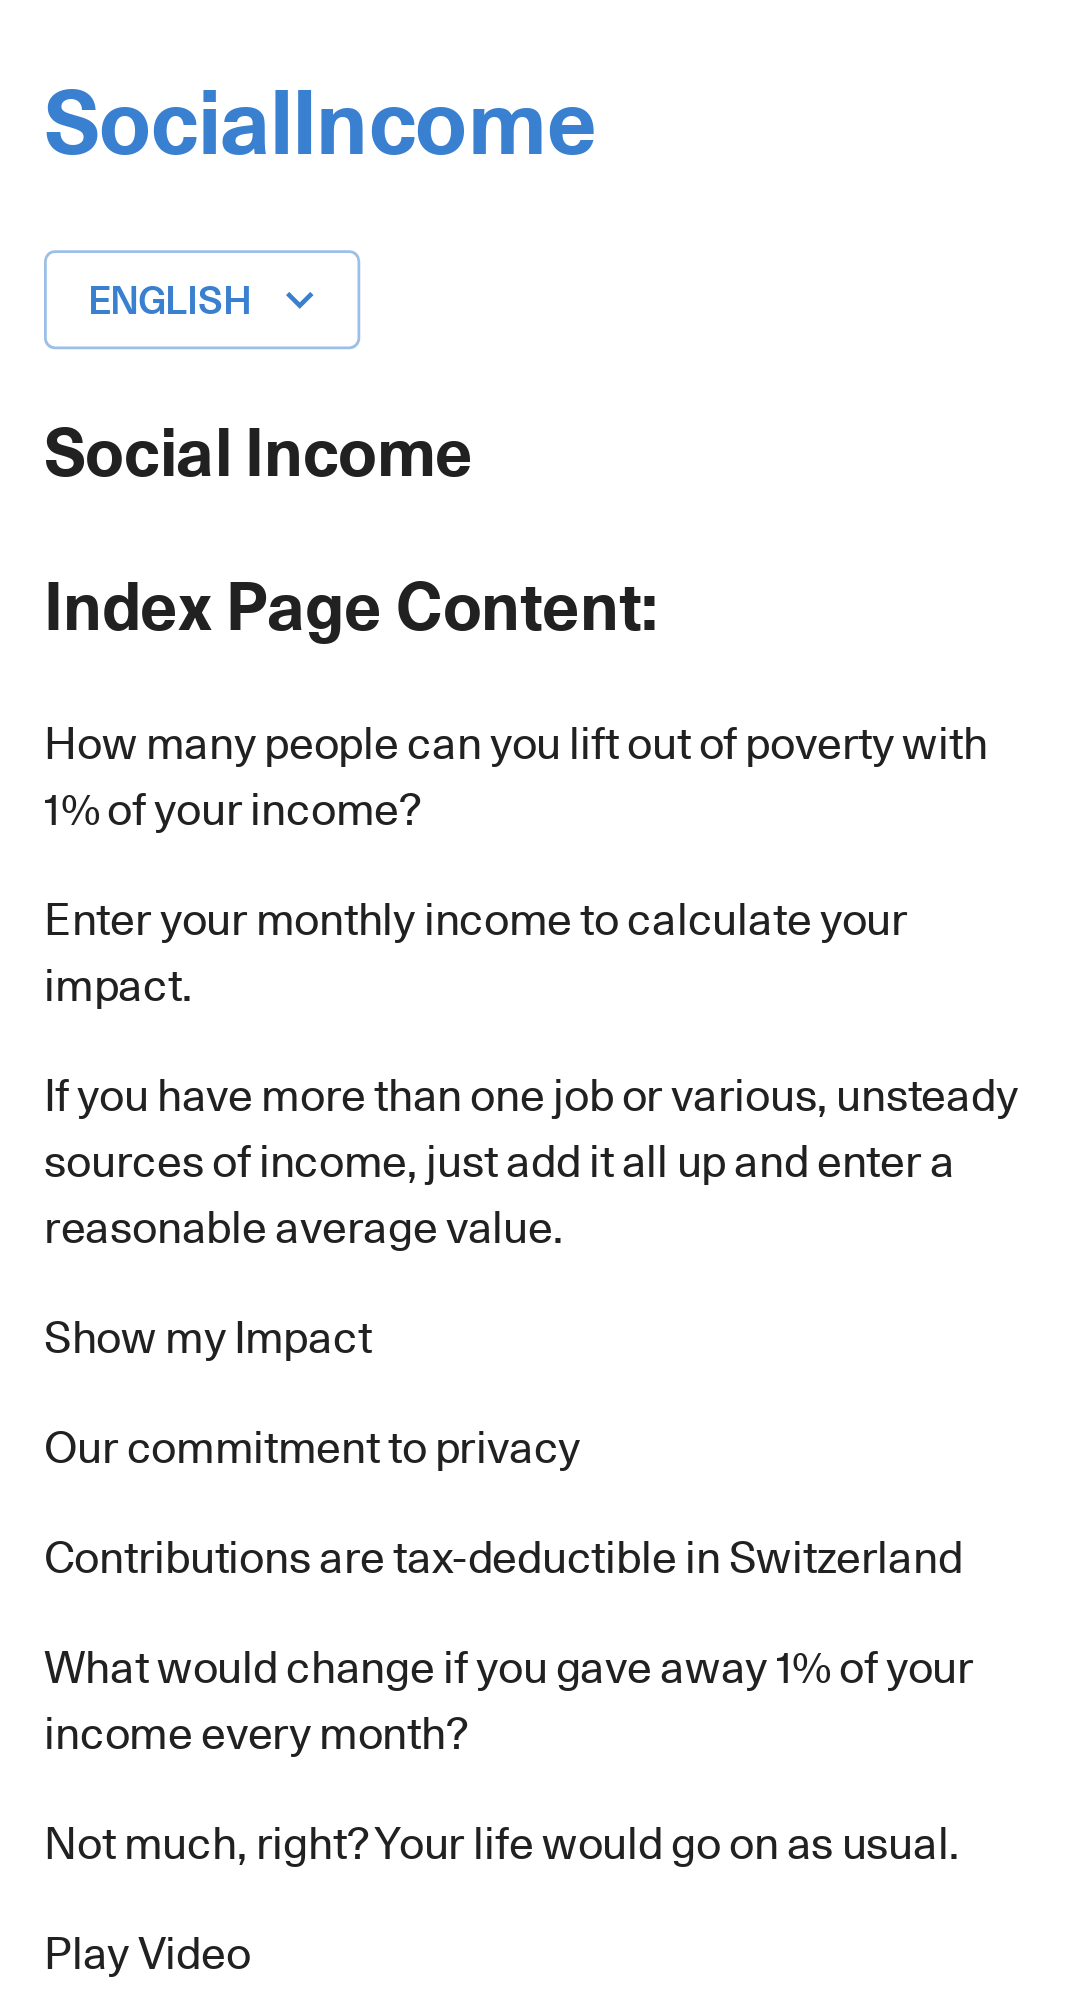 SocialIncome
ENGLISH
Social Income
Index Page Content:
How many people can you lift out of poverty with
1% of your income?
Enter your monthly income to calculate your
impact.
If you have more than one job or various, unsteady
sources of income, just add it all up and enter a
reasonable average value.
Show my Impact
Our commitment to privacy
Contributions are tax-deductible in Switzerland
What would change if you gave away 1% of your
income every month?
Not much, right? Your life would go on as usual.
Play Video